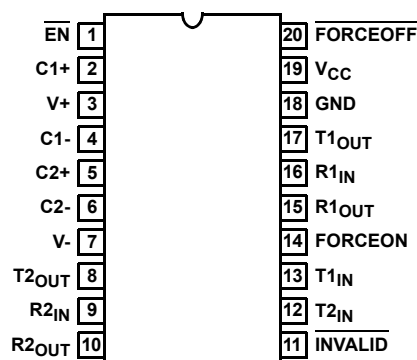 EN 1 20 FORCEOFF
C1+ 2 19 VCC
V+ 3 18 GND
C1- 4 17 T1OUT
C2+ 5 16 R1IN
C2- 6 15 R1OUT
V- 7 14 FORCEON
T2OUT 8 13 T1IN
R2IN 9 12 T2IN
R2OUT 10 11 INVALID